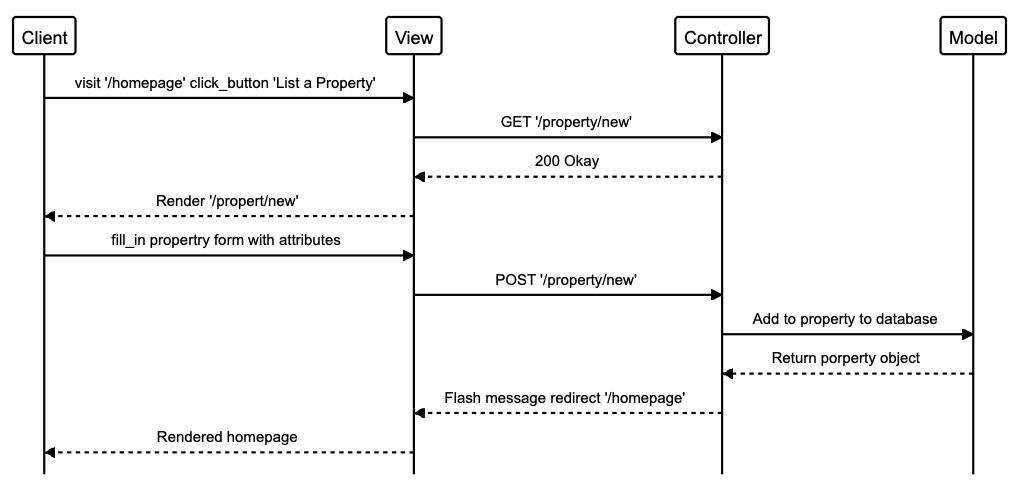 Client
View
Controller
Model
visit '/homepage' click_button 'List a Property'
GET '/property/new'
200 Okay
Render '/propert/new'
fill_in propertry form with attributes
POST '/property/new'
Add to property to database
Return porperty object
Flash message redirect '/homepage'
Rendered homepage